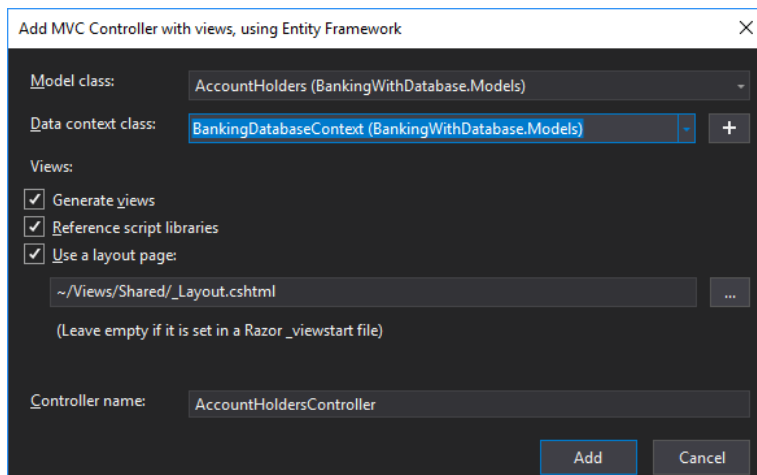 Add MVC Controller with views, using Entity Framework
Model class: AccountHolders (BankingWithDatabase.Models)
Data context class: BankingDatabaseContext (BankingWithDatabase.Models) +
Views:
Generate views
Reference script libraries
Use a layout page:
~/Views/Shared/_Layout.cshtml ...
(Leave empty if it is set in a Razor _viewstart file)
Controller name: AccountHoldersController
Add Cancel